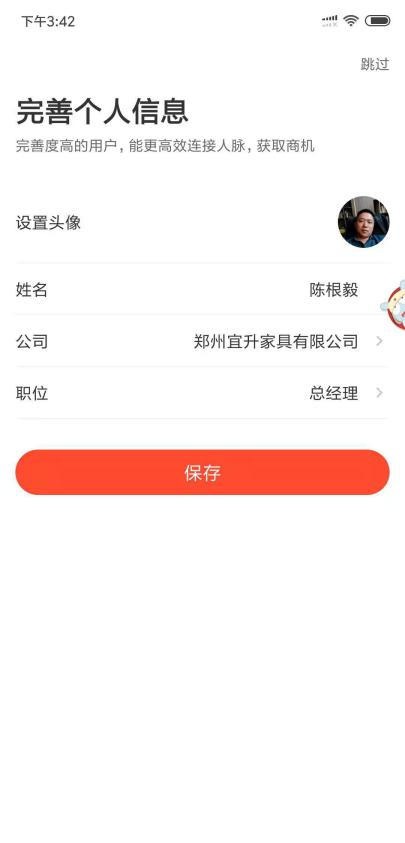 下午3:42
跳过
完善个人信息
完善度高的用户，能更高效连接人脉，获取商机
设置头像
姓名 陈根毅
公司 郑州宜升家具有限公司
职位 总经理
保存